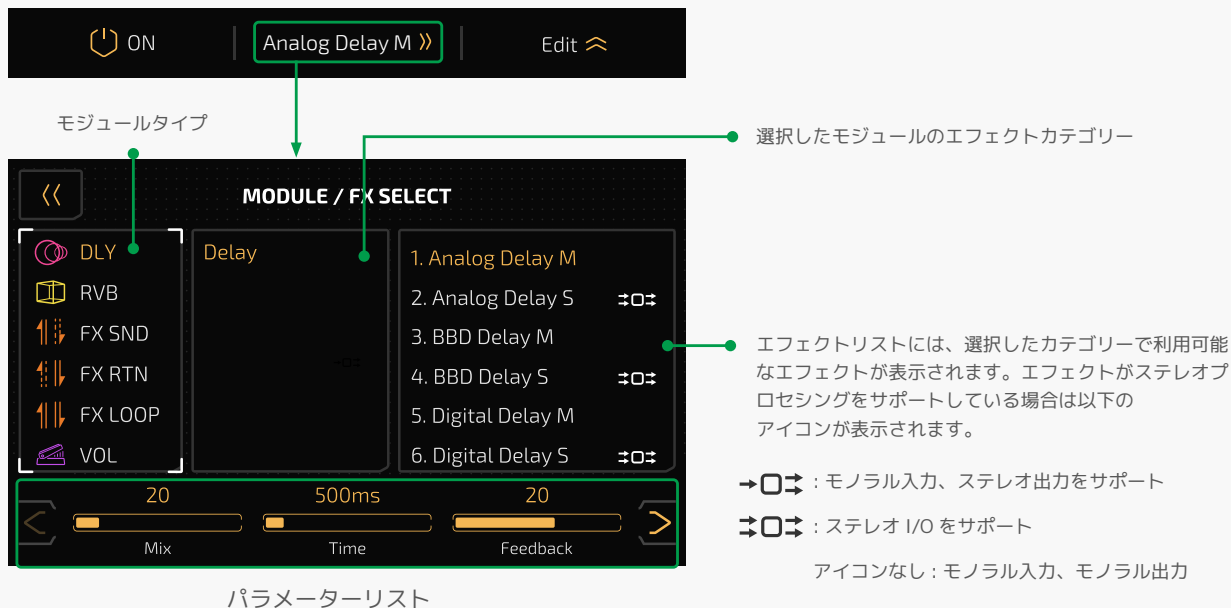 ON
Analog Delay M
Edit
モジュールタイプ
選択したモジュールのエフェクトカテゴリー
MODULE / FX SELECT
DLY
RVB
FX SND
FX RTN
FX LOOP
VOL
Delay
1. Analog Delay M
2. Analog Delay S
3. BBD Delay M
4. BBD Delay S
5. Digital Delay M
6. Digital Delay S
エフェクトリストには、選択したカテゴリーで利用可能
なエフェクトが表示されます。エフェクトがステレオプ
ロセシングをサポートしている場合は以下の
アイコンが表示されます。
: モノラル入力、ステレオ出力をサポート
: ステレオ I/O をサポート
アイコンなし : モノラル入力、モノラル出力
20 500ms 20
Mix Time Feedback
パラメーターリスト